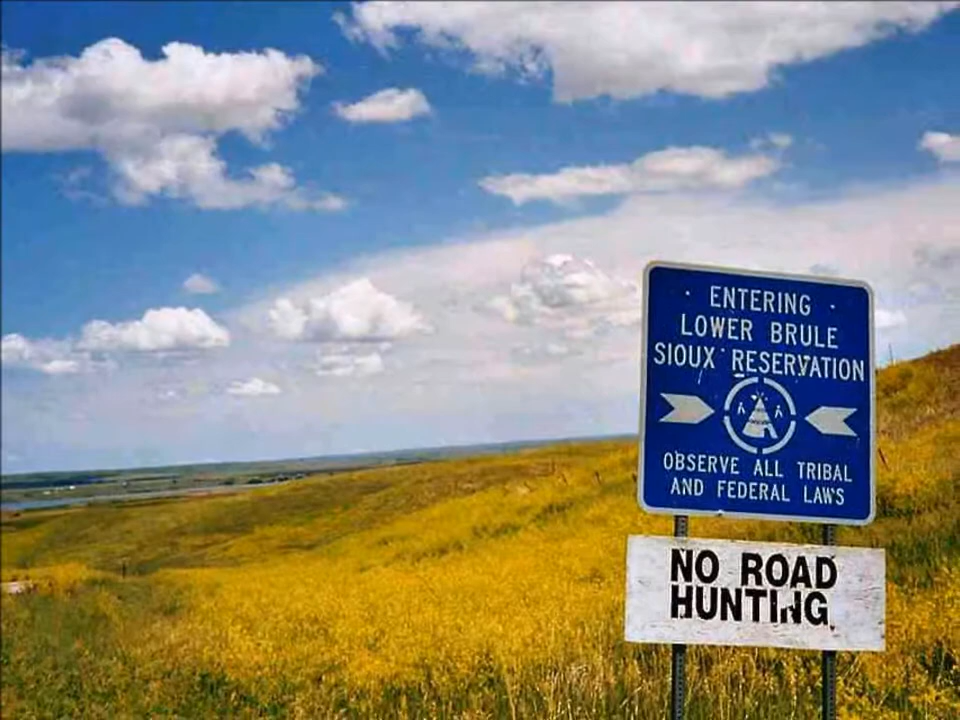 ENTERING
LOWER BRULE
SIOUX RESERVATION
OBSERVE ALL TRIBAL
AND FEDERAL LAWS
NO ROAD
HUNTING